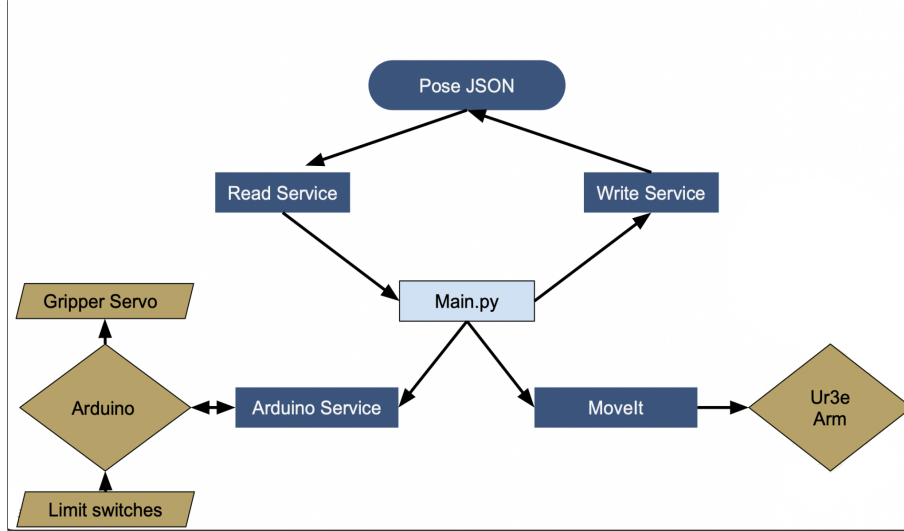 Pose JSON
Read Service
Write Service
Gripper Servo
Main.py
Arduino
Arduino Service
MoveIt
Ur3e
Arm
Limit switches